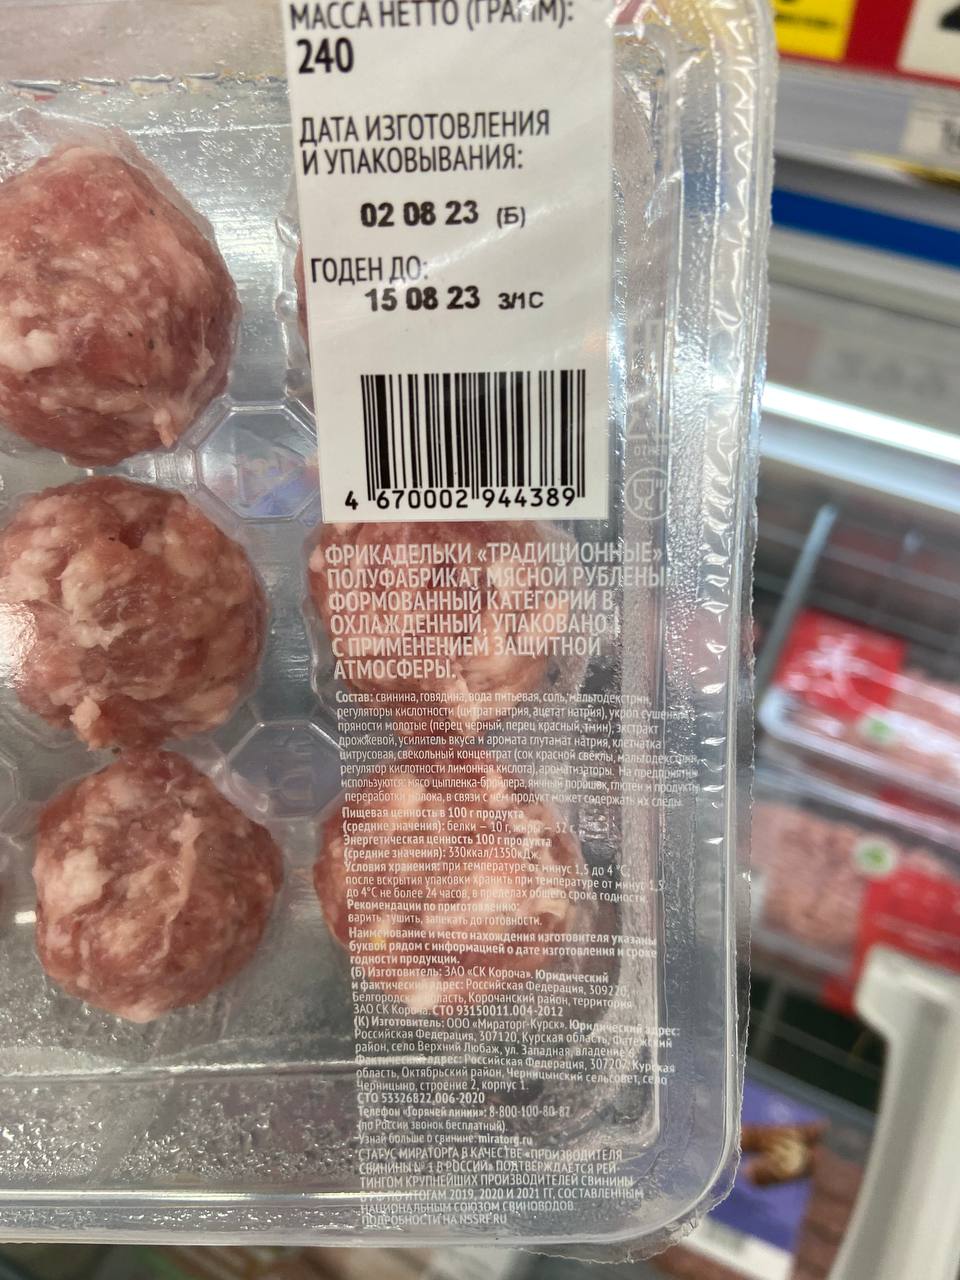 МАССА НЕТТО (ГРАММ):
240
ДАТА ИЗГОТОВЛЕНИЯ
И УПАКОВЫВАНИЯ:
02 08 23 (Б)
ГОДЕН ДО:
15 08 23 3/1С
4 670002 944389
ФРИКАДЕЛЬКИ «ТРАДИЦИОННЫЕ»
ПОЛУФАБРИКАТ МЯСНОЙ РУБЛЕНЫ
ФОРМОВАННЫЙ КАТЕГОРИИ В,
ОХЛАЖДЕННЫЙ, УПАКОВАНО
С ПРИМЕНЕНИЕМ ЗАЩИТНОЙ
АТМОСФЕРЫ.
Состав: свинина, говядина, вода питьевая, соль, мальтодекстрин,
регуляторы кислотности (цитрат натрия, ацетат натрия), укроп сушеный,
пряности молотые (перец черный, перец красный, тмин), экстракт
дрожжевой, усилитель вкуса и аромата глутамат натрия, клетчатка
цитрусовая, свекольный концентрат (сок красной свёклы, мальтодекстрин,
регулятор кислотности лимонная кислота), ароматизаторы. На предприятии
используются: мясо цыпленка-бройлера, яичный порошок, глютен и продукты
переработки молока, в связи с чем продукт может содержать их следы.
Пищевая ценность в 100 г продукта
(средние значения): белки – 10 г, жиры – 32 г.
Энергетическая ценность 100 г продукта
(средние значения): 330ккал/1350кДж.
Условия хранения: при температуре от минус 1,5 до 4 °C;
после вскрытия упаковки хранить при температуре от минус 1,5
до 4°C не более 24 часов, в пределах общего срока годности.
Рекомендации по приготовлению:
варить, тушить, запекать до готовности.
Наименование и место нахождения изготовителя указаны
буквой рядом с информацией о дате изготовления и сроке
годности продукции.
(Б) Изготовитель: ЗАО «СК Короча». Юридический
и фактический адрес: Российская Федерация, 309220,
Белгородская область, Корочанский район, территория
ЗАО СК Короча. СТО 93150011.004-2012
(К) Изготовитель: ООО «Мираторг-Курск». Юридический адрес:
Российская Федерация, 307120, Курская область, Фатежский
район, село Верхний Любаж, ул. Западная, владение
Фактический адрес: Российская Федерация, 307207, Курская
область, Октябрьский район, Черницынский сельсовет, село
Черницыно, строение 2, корпус 1.
СТО 53326822.006-2020
Телефон «Горячей линии»: 8-800-100-80-87
(по России звонок бесплатный).
Узнай больше о свинине: miratorg.ru
СТАТУС МИРАТОРГА В КАЧЕСТВЕ «ПРОИЗВОДИТЕЛЯ
СВИНИНЫ № 1 В РОССИИ» ПОДТВЕРЖДАЕТСЯ РЕЙ-
ТИНГОМ КРУПНЕЙШИХ ПРОИЗВОДИТЕЛЕЙ СВИНИНЫ
В РФ ПО ИТОГАМ 2019, 2020 И 2021 ГГ, СОСТАВЛЕННЫМ
НАЦИОНАЛЬНЫМ СОЮЗОМ СВИНОВОДОВ.
ПОДРОБНОСТИ НА NSSRF.RU